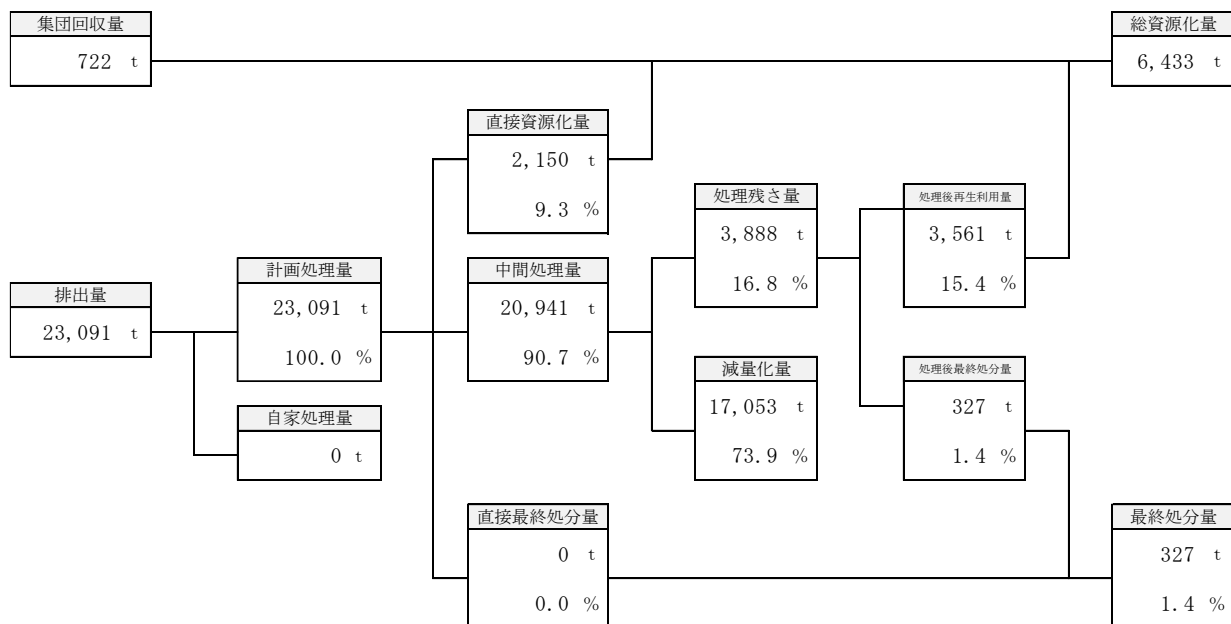 集団回収量
722 t
総資源化量
6,433 t
直接資源化量
2,150 t
9.3 %
処理残さ量
3,888 t
16.8 %
処理後再生利用量
3,561 t
15.4 %
計画処理量
23,091 t
100.0 %
中間処理量
20,941 t
90.7 %
排出量
23,091 t
減量化量
17,053 t
73.9 %
処理後最終処分量
327 t
1.4 %
自家処理量
0 t
直接最終処分量
0 t
0.0 %
最終処分量
327 t
1.4 %